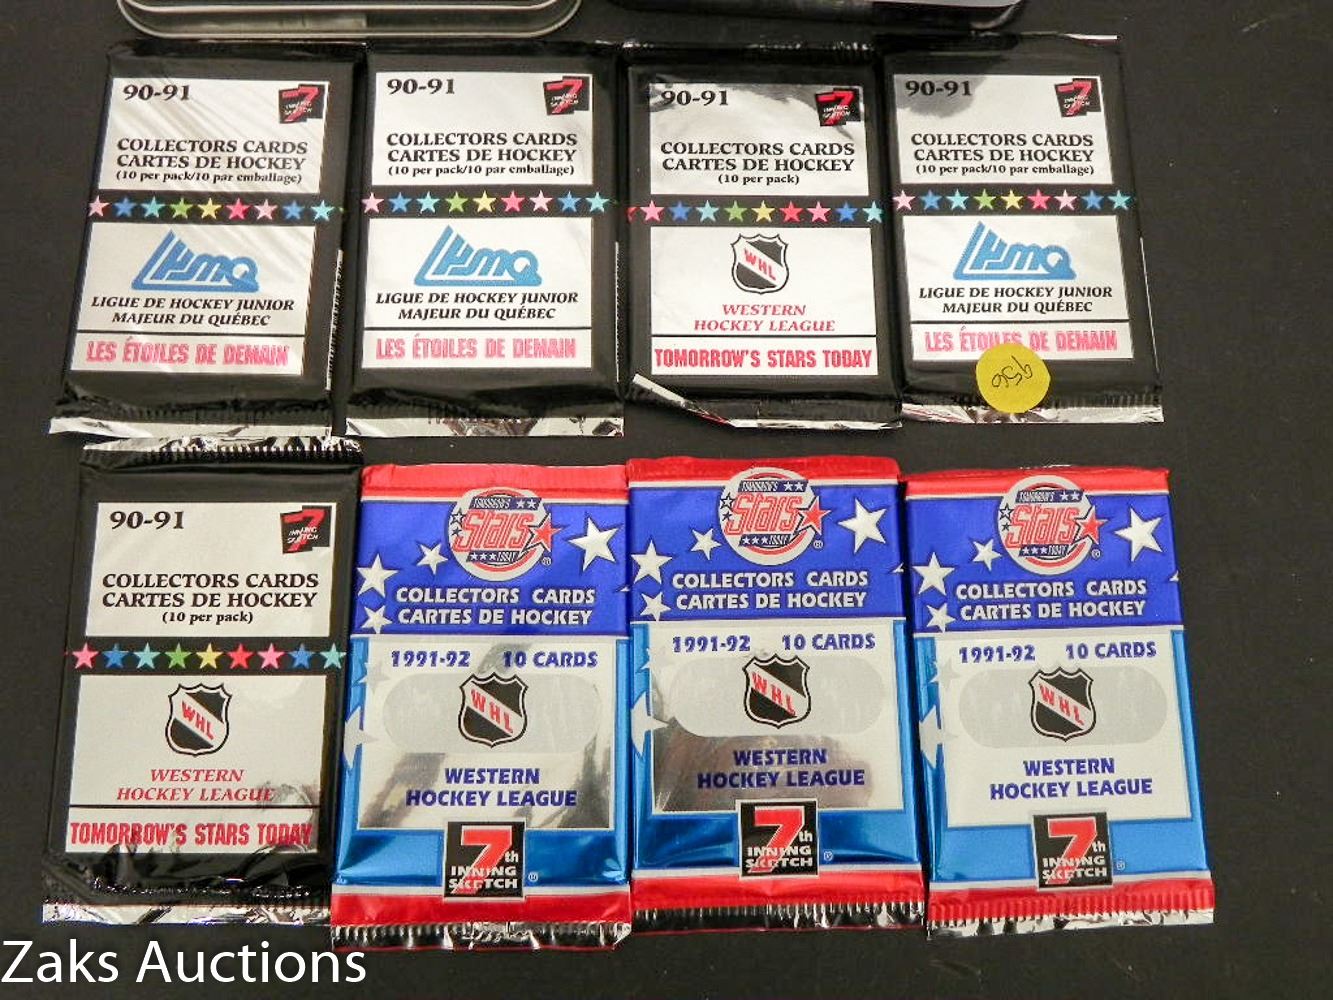 90-91
7
INNING
SKETCH
COLLECTORS CARDS
CARTES DE HOCKEY
(10 per pack/10 par emballage)
LHJMQ
LIGUE DE HOCKEY JUNIOR
MAJEUR DU QUÉBEC
LES ÉTOILES DE DEMAIN
90-91
7
INNING
SKETCH
COLLECTORS CARDS
CARTES DE HOCKEY
(10 per pack/10 par emballage)
LHJMQ
LIGUE DE HOCKEY JUNIOR
MAJEUR DU QUÉBEC
LES ÉTOILES DE DEMAIN
90-91
7
INNING
SKETCH
COLLECTORS CARDS
CARTES DE HOCKEY
(10 per pack)
WHL
WESTERN
HOCKEY LEAGUE
TOMORROW'S STARS TODAY
90-91
7
INNING
SKETCH
COLLECTORS CARDS
CARTES DE HOCKEY
(10 per pack/10 par emballage)
LHJMQ
LIGUE DE HOCKEY JUNIOR
MAJEUR DU QUÉBEC
LES ÉTOILES DE DEMAIN
956
90-91
7
INNING
SKETCH
COLLECTORS CARDS
CARTES DE HOCKEY
(10 per pack)
WHL
WESTERN
HOCKEY LEAGUE
TOMORROW'S STARS TODAY
TOMORROW'S
Stars
TODAY ®
COLLECTORS CARDS
CARTES DE HOCKEY
1991-92 10 CARDS
WHL
WESTERN
HOCKEY LEAGUE
7th
INNING
SKETCH ®
TOMORROW'S
Stars
TODAY ®
COLLECTORS CARDS
CARTES DE HOCKEY
1991-92 10 CARDS
WHL
WESTERN
HOCKEY LEAGUE
7th
INNING
SKETCH ®
TOMORROW'S
Stars
TODAY ®
COLLECTORS CARDS
CARTES DE HOCKEY
1991-92 10 CARDS
WHL
WESTERN
HOCKEY LEAGUE
7th
INNING
SKETCH ®
Zaks Auctions